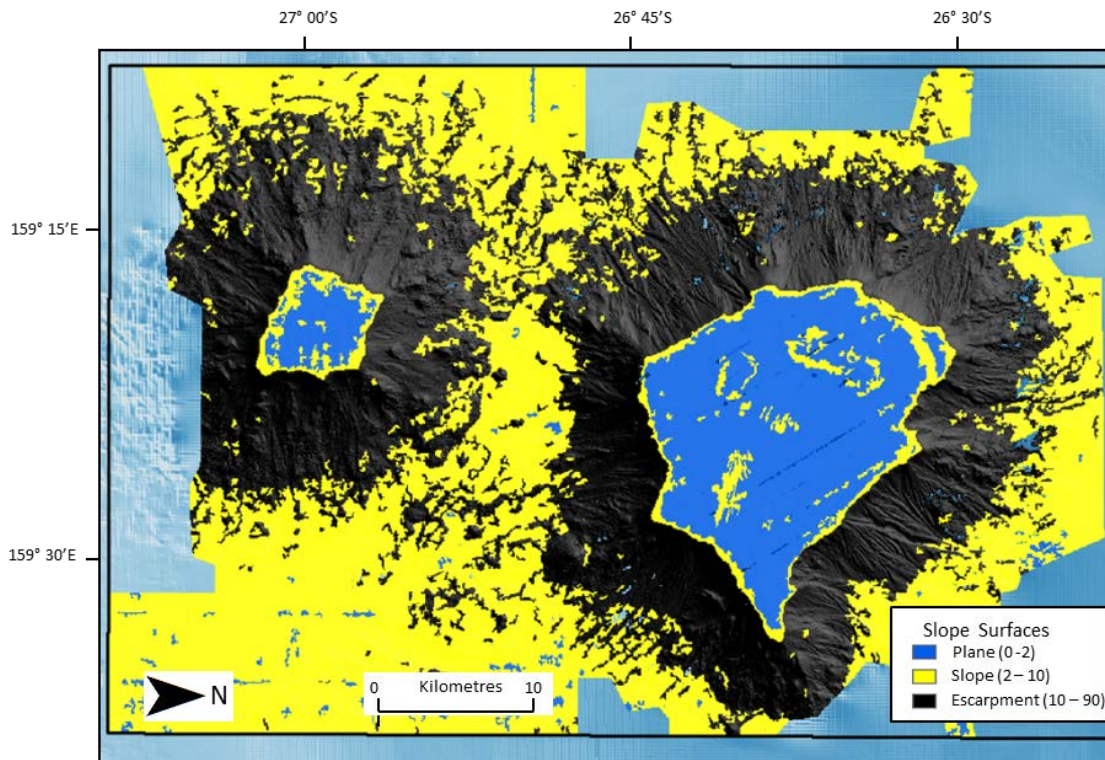 27° 00′S
26° 45′S
26° 30′S
159° 15′E
159° 30′E
N
0 Kilometres 10
Slope Surfaces
Plane (0-2)
Slope (2 – 10)
Escarpment (10 – 90)